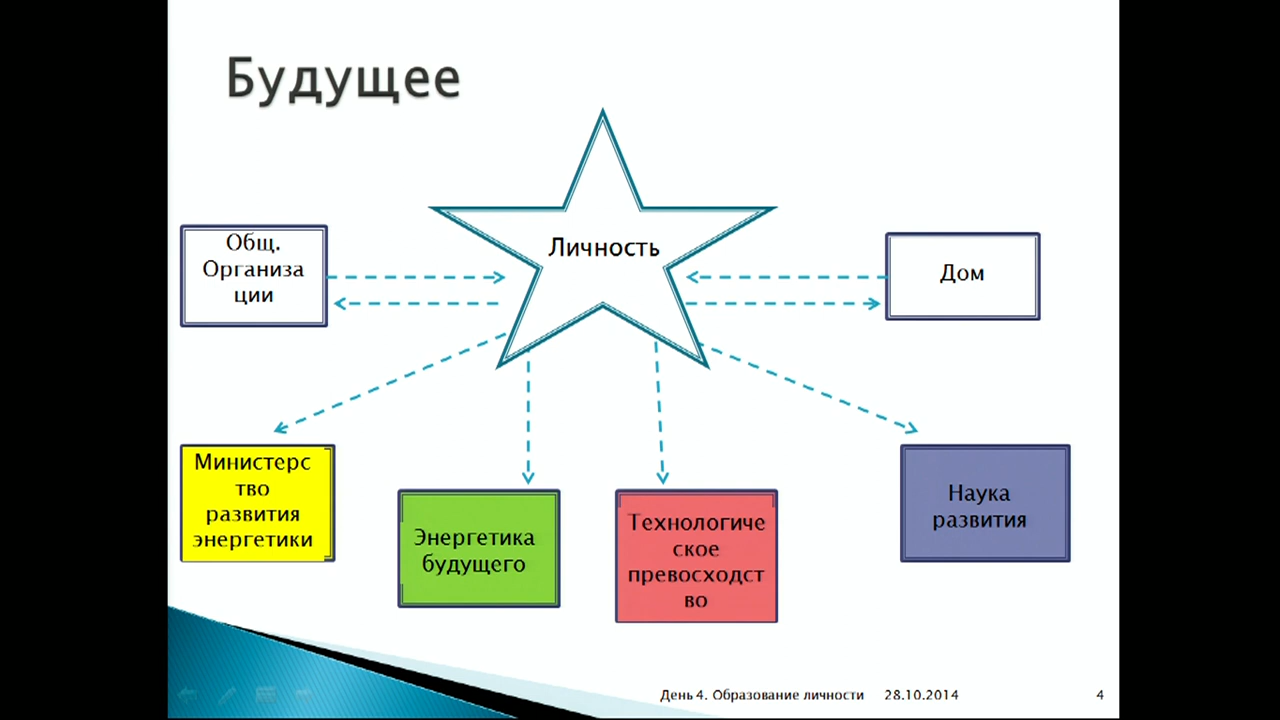 Будущее
Личность
Общ.
Организа
ции
Дом
Министерс
тво
развития
энергетики
Энергетика
будущего
Технологиче
ское
превосходст
во
Наука
развития
День 4. Образование личности 28.10.2014 4